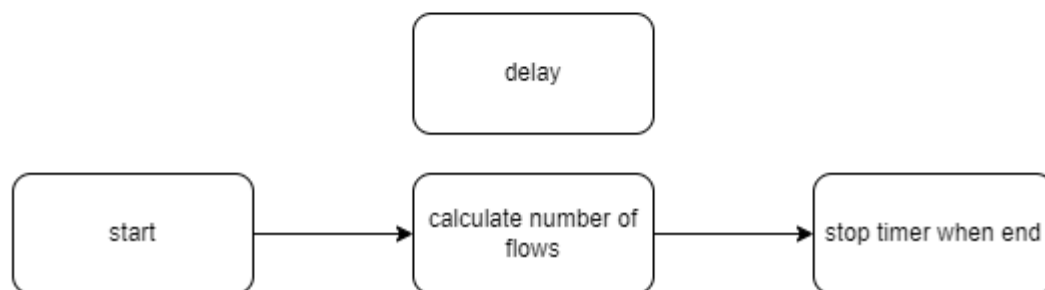 delay
start
calculate number of
flows
stop timer when end